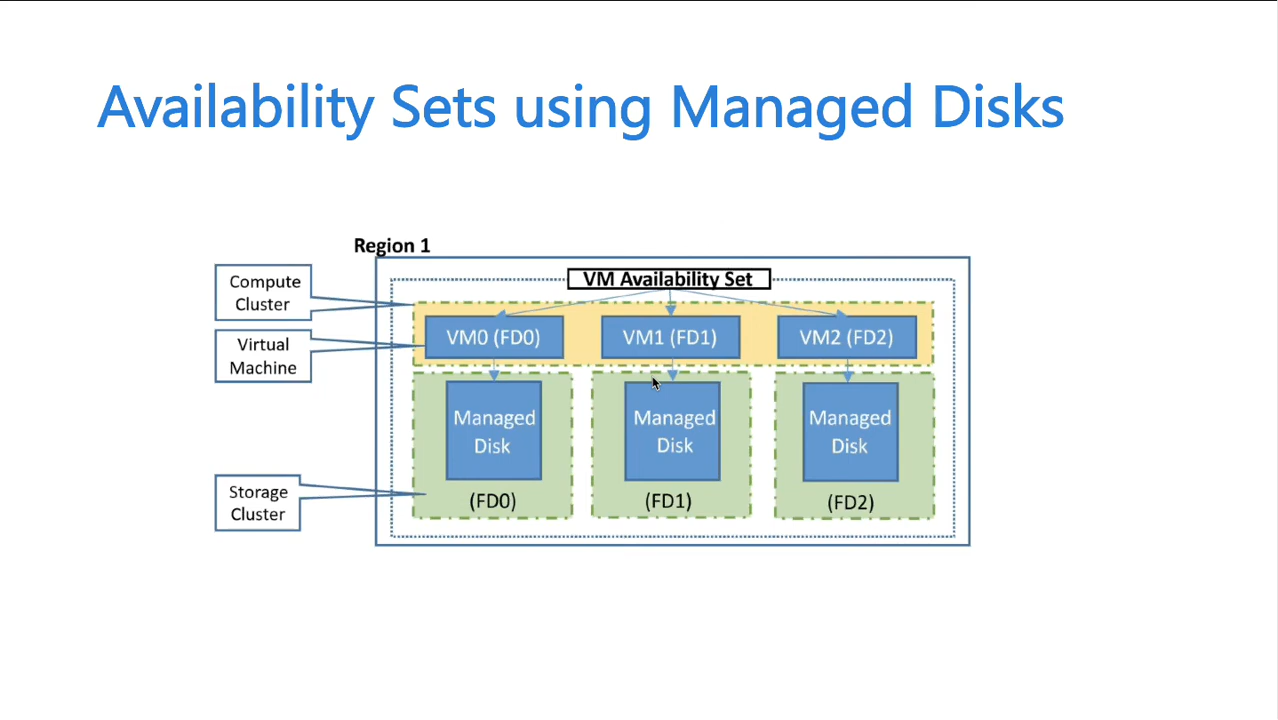 Availability Sets using Managed Disks
Region 1
Compute
Cluster
VM Availability Set
Virtual
Machine
VM0 (FD0)
VM1 (FD1)
VM2 (FD2)
Managed
Disk
Managed
Disk
Managed
Disk
Storage
Cluster
(FD0)
(FD1)
(FD2)